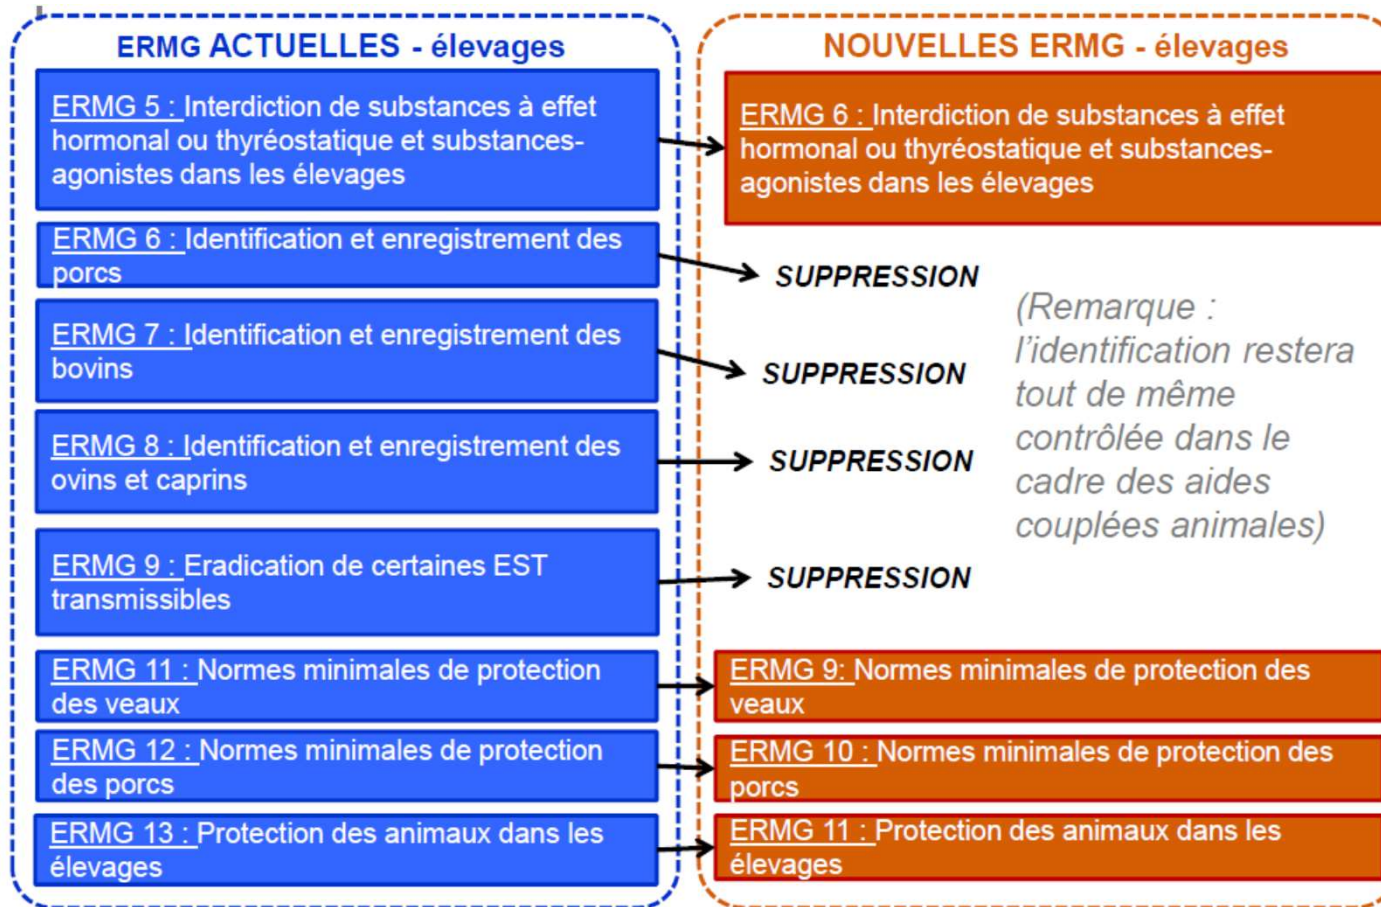 ERMG ACTUELLES - élevages
ERMG 5 : Interdiction de substances à effet
hormonal ou thyréostatique et substances-
agonistes dans les élevages
ERMG 6 : Identification et enregistrement des
porcs
ERMG 7 : Identification et enregistrement des
bovins
ERMG 8 : Identification et enregistrement des
ovins et caprins
ERMG 9 : Eradication de certaines EST
transmissibles
ERMG 11 : Normes minimales de protection
des veaux
ERMG 12 : Normes minimales de protection
des porcs
ERMG 13 : Protection des animaux dans les
élevages
NOUVELLES ERMG - élevages
ERMG 6 : Interdiction de substances à effet
hormonal ou thyréostatique et substances-
agonistes dans les élevages
SUPPRESSION
SUPPRESSION
SUPPRESSION
SUPPRESSION
(Remarque :
l'identification restera
tout de même
contrôlée dans le
cadre des aides
couplées animales)
ERMG 9: Normes minimales de protection des
veaux
ERMG 10 : Normes minimales de protection des
porcs
ERMG 11 : Protection des animaux dans les
élevages